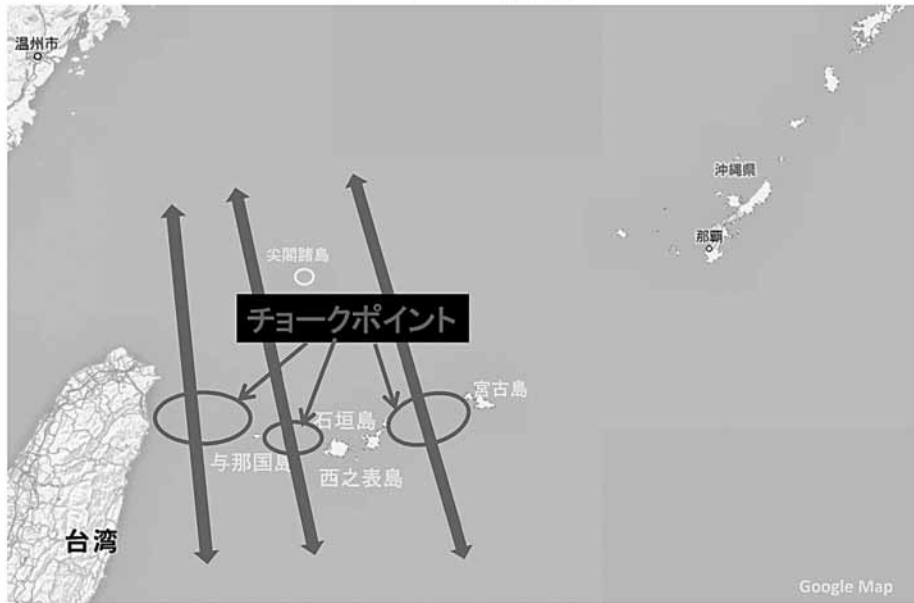 温州市
沖縄県
那覇
尖閣諸島
チョークポイント
宮古島
石垣島
与那国島
西之表島
台湾
Google Map